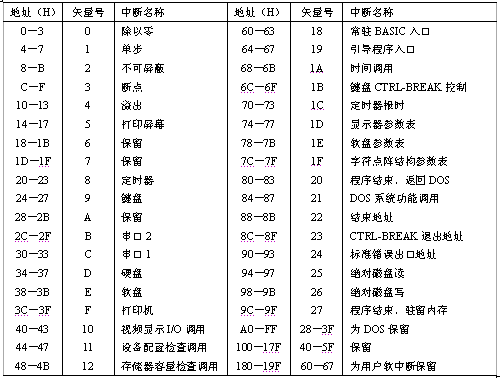 地址（H） 矢量号 中断名称 地址（H） 矢量号 中断名称
0—3 0 除以零 60—63 18 常驻 BASIC 入口
4—7 1 单步 64—67 19 引导程序入口
8—B 2 不可屏蔽 68—6B 1A 时间调用
C—F 3 断点 6C—6F 1B 键盘 CTRL-BREAK 控制
10—13 4 溢出 70—73 1C 定时器报时
14—17 5 打印屏幕 74—77 1D 显示器参数表
18—1B 6 保留 78—7B 1E 软盘参数表
1D—1F 7 保留 7C—7F 1F 字符点阵结构参数表
20—23 8 定时器 80—83 20 程序结束，返回 DOS
24—27 9 键盘 84—87 21 DOS 系统功能调用
28—2B A 保留 88—8B 22 结束地址
2C—2F B 串口 2 8C—8F 23 CTRL-BREAK 退出地址
30—33 C 串口 1 90—93 24 标准错误出口地址
34—37 D 硬盘 94—97 25 绝对磁盘读
38—3B E 软盘 98—9B 26 绝对磁盘写
3C—3F F 打印机 9C—9F 27 程序结束，驻留内存
40—43 10 视频显示 I/O 调用 A0—FF 28—3F 为 DOS 保留
44—47 11 设备配置检查调用 100—17F 40—5F 保留
48—4B 12 存储器容量检查调用 180—19F 60—67 为用户软中断保留